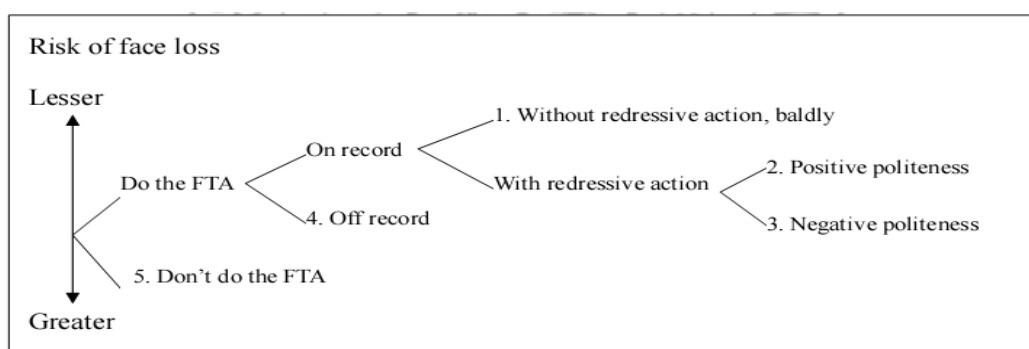 Risk of face loss
Lesser
1. Without redressive action, baldly
On record
2. Positive politeness
Do the FTA
With redressive action
4. Off record
3. Negative politeness
5. Don't do the FTA
Greater